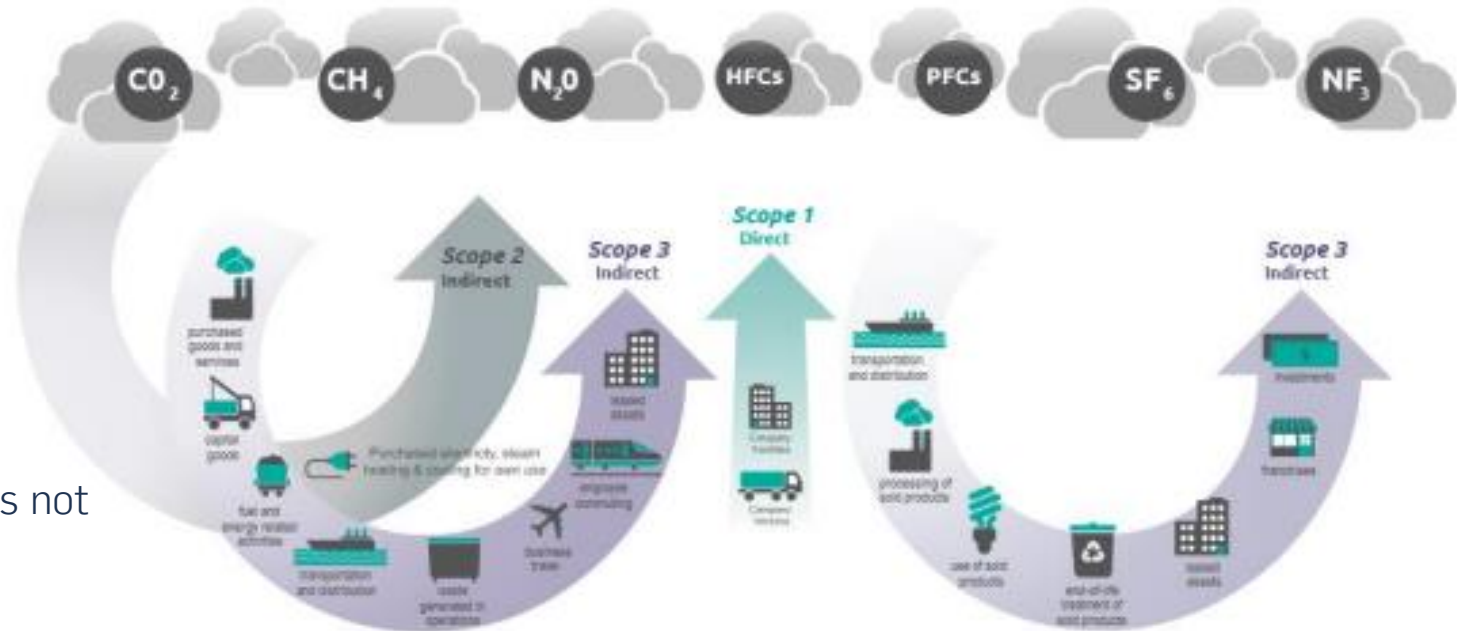 CO₂
CH₄
N₂O
HFCs
PFCs
SF₆
NF₃
Scope 2
Indirect
Scope 3
Indirect
Scope 1
Direct
Scope 3
Indirect
purchased
goods and
services
capital
goods
fuel and
energy related
activities
transportation
and distribution
waste
generated in
operations
business
travel
employee
commuting
leased
assets
Purchased electricity, steam
heating & cooling for own use
Company
facilities
Company
vehicles
transportation
and distribution
processing of
sold products
use of sold
products
end-of-life
treatment of
sold products
leased
assets
franchises
investments
s not